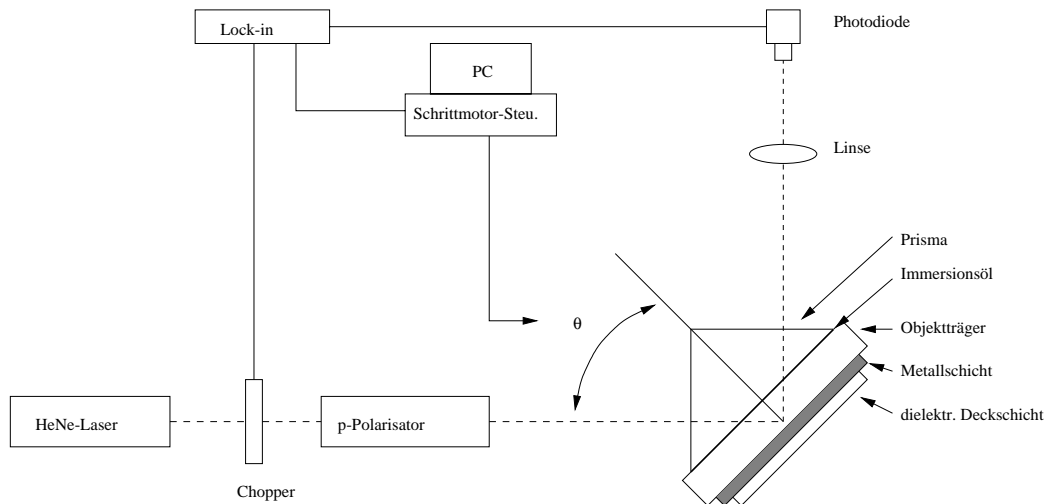 Lock-in
Photodiode
PC
Schrittmotor-Steu.
Linse
Prisma
Immersionsöl
θ
Objektträger
Metallschicht
dielektr. Deckschicht
HeNe-Laser
p-Polarisator
Chopper